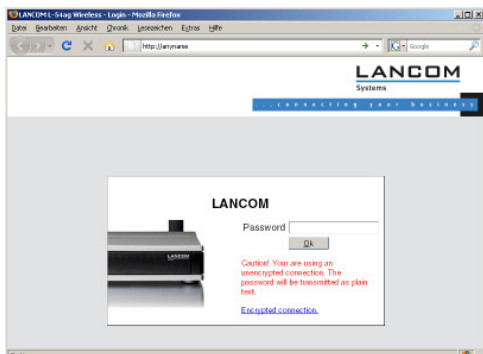 LANCOM L-54ag Wireless - Login - Mozilla Firefox
Datei Bearbeiten Ansicht Chronik Lesezeichen Extras Hilfe
http://anyname
G Google
LANCOM
Systems
...connecting your business
LANCOM
Password
Ok
LANCOM
Caution! Your are using an
unencrypted connection. The
password will be transmitted as plain
text.
Encrypted connection.